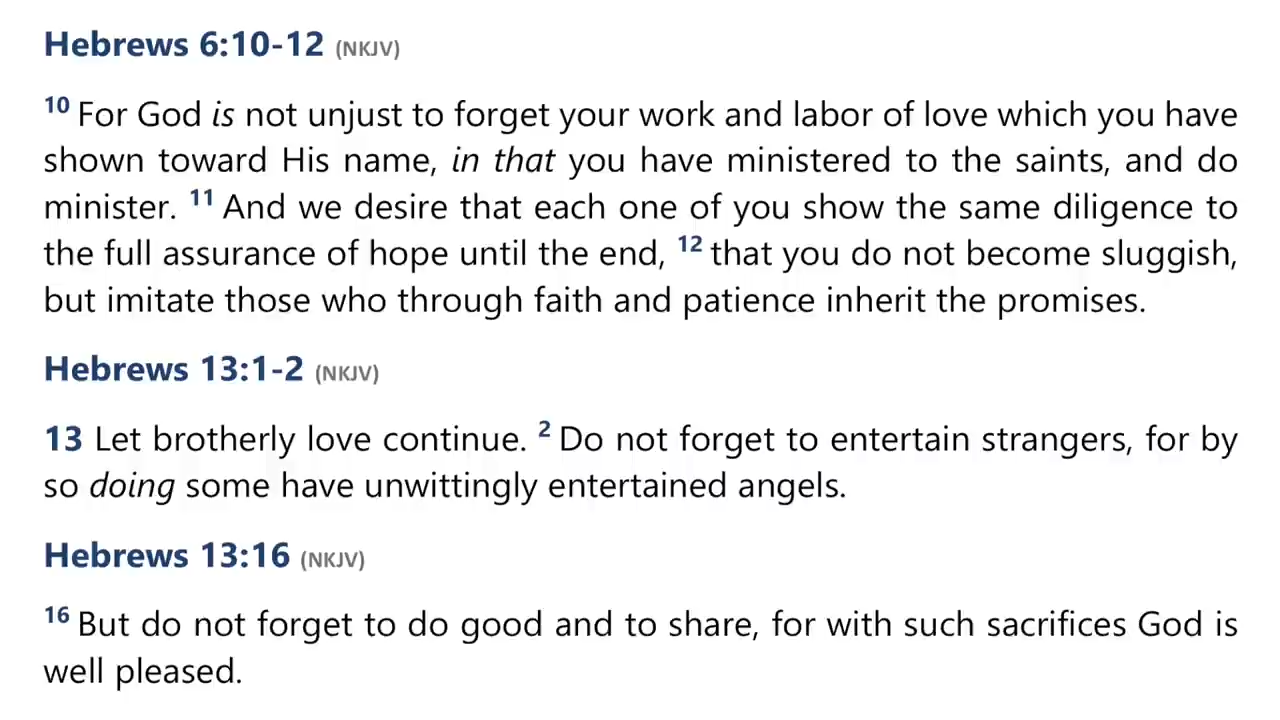 Hebrews 6:10-12 (NKJV)
10 For God is not unjust to forget your work and labor of love which you have
shown toward His name, in that you have ministered to the saints, and do
minister. 11 And we desire that each one of you show the same diligence to
the full assurance of hope until the end, 12 that you do not become sluggish,
but imitate those who through faith and patience inherit the promises.
Hebrews 13:1-2 (NKJV)
13 Let brotherly love continue. 2 Do not forget to entertain strangers, for by
so doing some have unwittingly entertained angels.
Hebrews 13:16 (NKJV)
16 But do not forget to do good and to share, for with such sacrifices God is
well pleased.